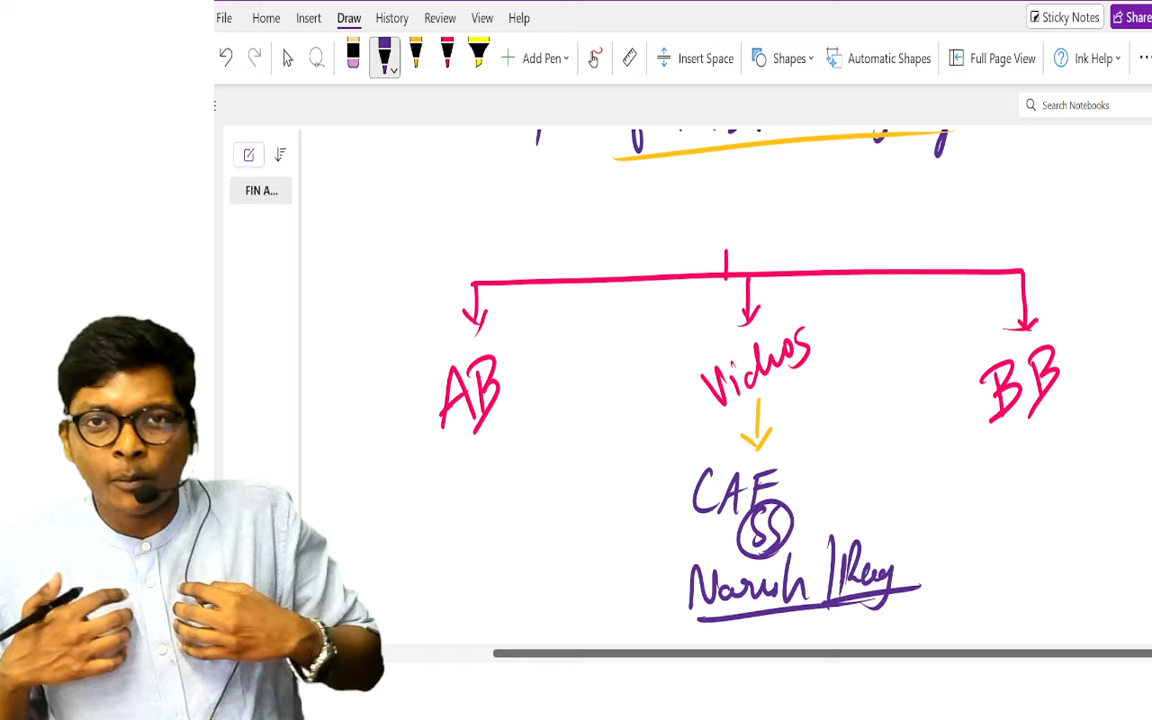 File Home Insert Draw History Review View Help Sticky Notes Share
Add Pen Insert Space Shapes Automatic Shapes Full Page View Ink Help
Search Notebooks
FIN A...
AB Videos BB
CAF
SS